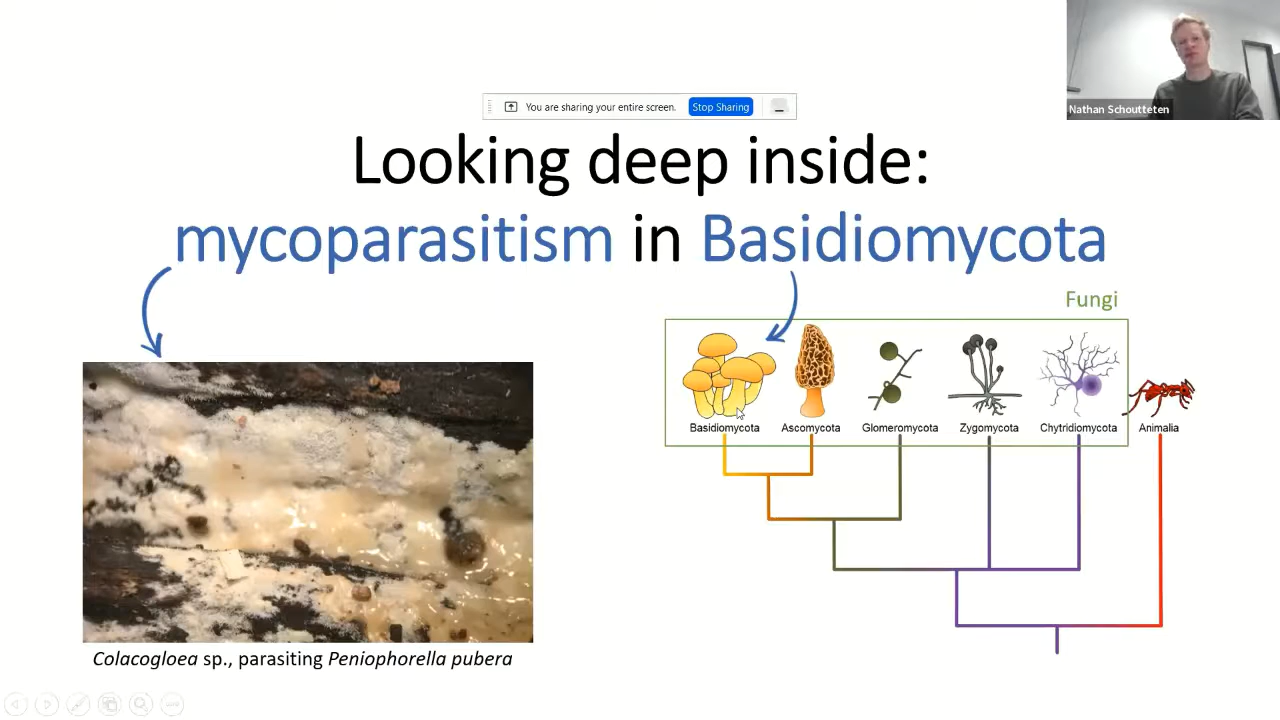 Nathan Schoutteten
You are sharing your entire screen. Stop Sharing
Looking deep inside:
mycoparasitism in Basidiomycota
Fungi
Basidiomycota Ascomycota Glomeromycota Zygomycota Chytridiomycota Animalia
Colacogloea sp., parasiting Peniophorella pubera